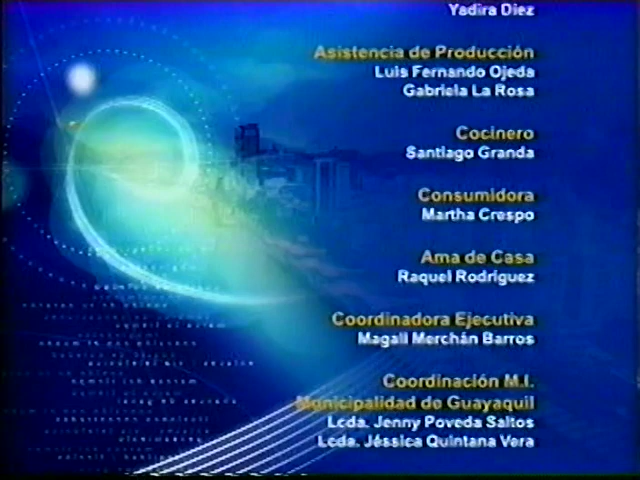 Yadira Diez
Asistencia de Producción
Luis Fernando Ojeda
Gabriela La Rosa
Cocinero
Santiago Granda
Consumidora
Martha Crespo
Ama de Casa
Raquel Rodríguez
Coordinadora Ejecutiva
Magali Merchán Barros
Coordinación M.I.
Municipalidad de Guayaquil
Lcda. Jenny Poveda Saltos
Lcda. Jéssica Quintana Vera